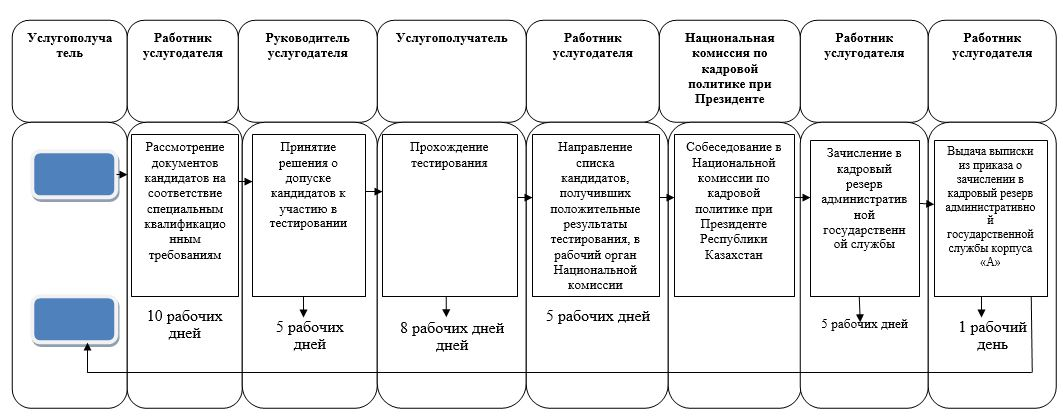 Услугополуча
тель
Работник
услугодателя
Руководитель
услугодателя
Услугополучатель
Работник
услугодателя
Национальная
комиссия по
кадровой
политике при
Президенте
Работник
услугодателя
Работник
услугодателя
Рассмотрение
документов
кандидатов на
соответствие
специальным
квалификацио
нным
требованиям
10 рабочих
дней
Принятие
решения о
допуске
кандидатов к
участию в
тестировании
5 рабочих
дней
Прохождение
тестирования
8 рабочих дней
дней
Направление
списка
кандидатов,
получивших
положительные
результаты
тестирования, в
рабочий орган
Национальной
комиссии
5 рабочих дней
Собеседование в
Национальной
комиссии по
кадровой
политике при
Президенте
Республики
Казахстан
Зачисление в
кадровый
резерв
административ
ной
государственн
ой службы
5 рабочих дней
Выдача выписки
из приказа о
зачислении в
кадровый резерв
административно
й
государственной
службы корпуса
«А»
1 рабочий
день